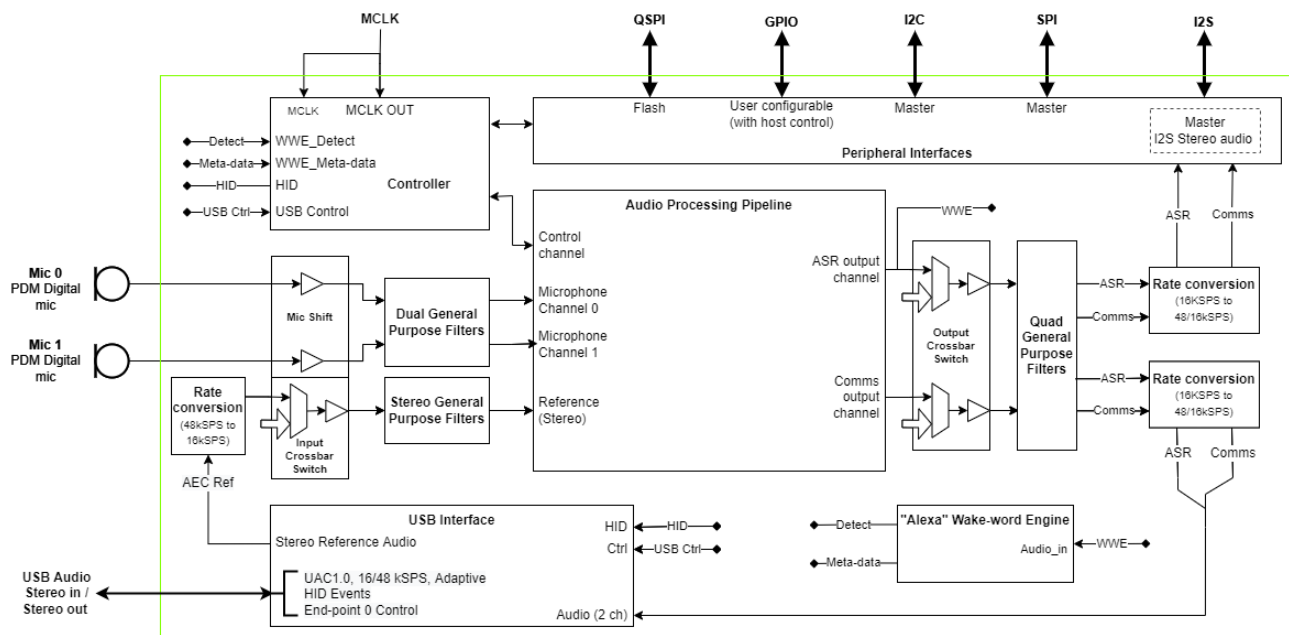 MCLK
QSPI
GPIO
I2C
SPI
I2S
MCLK
MCLK OUT
Detect
WWE_Detect
Meta-data
WWE_Meta-data
HID
HID
Controller
USB Ctrl
USB Control
Flash
User configurable
(with host control)
Master
Master
Master
I2S Stereo audio
Peripheral Interfaces
Audio Processing Pipeline
Control
channel
Microphone
Channel 0
Microphone
Channel 1
Reference
(Stereo)
ASR output
channel
Comms
output
channel
WWE
ASR
Comms
Mic 0
PDM Digital
mic
Mic 1
PDM Digital
mic
Mic Shift
Dual General
Purpose Filters
Rate
conversion
(48kSPS to
16kSPS)
Input
Crossbar
Switch
Stereo General
Purpose Filters
Output
Crossbar
Switch
Quad
General
Purpose
Filters
ASR
Comms
Rate conversion
(16KSPS to
48/16kSPS)
ASR
Comms
Rate conversion
(16KSPS to
48/16kSPS)
ASR
Comms
AEC Ref
USB Interface
Stereo Reference Audio
HID
HID
Ctrl
USB Ctrl
UAC1.0, 16/48 kSPS, Adaptive
HID Events
End-point 0 Control
Audio (2 ch)
USB Audio
Stereo in /
Stereo out
Detect
Meta-data
"Alexa" Wake-word Engine
Audio_in
WWE